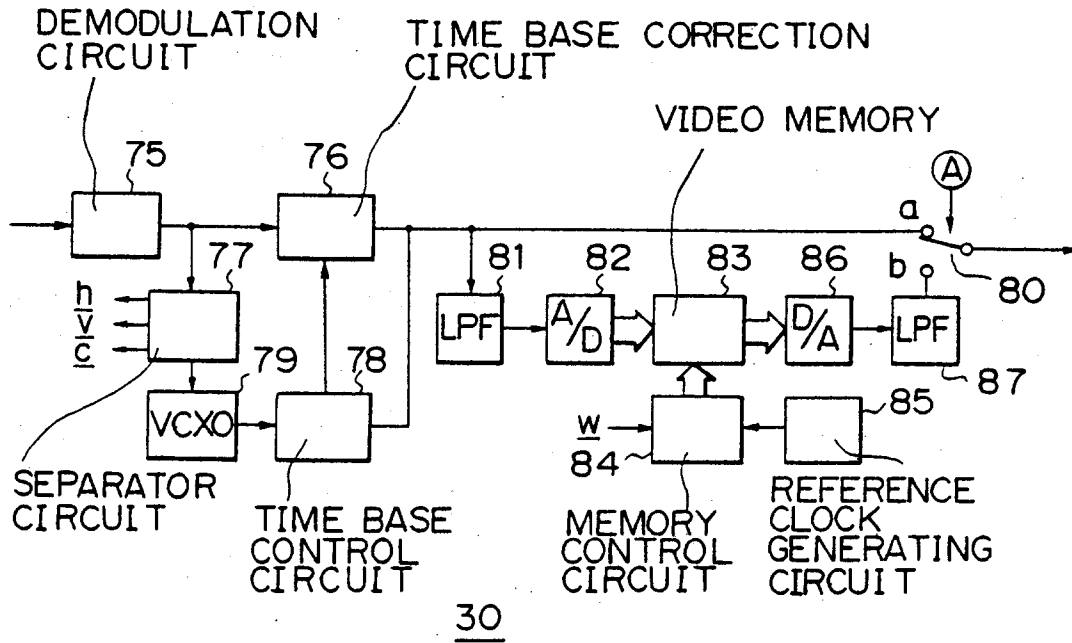 DEMODULATION
CIRCUIT
TIME BASE CORRECTION
CIRCUIT
VIDEO MEMORY
75
76
A
a
77
81
82
83
86
b
80
h
v
c
LPF
A/D
D/A
LPF
79
78
87
VCXO
85
w
84
SEPARATOR
CIRCUIT
TIME BASE
CONTROL
CIRCUIT
MEMORY
CONTROL
CIRCUIT
REFERENCE
CLOCK
GENERATING
CIRCUIT
30